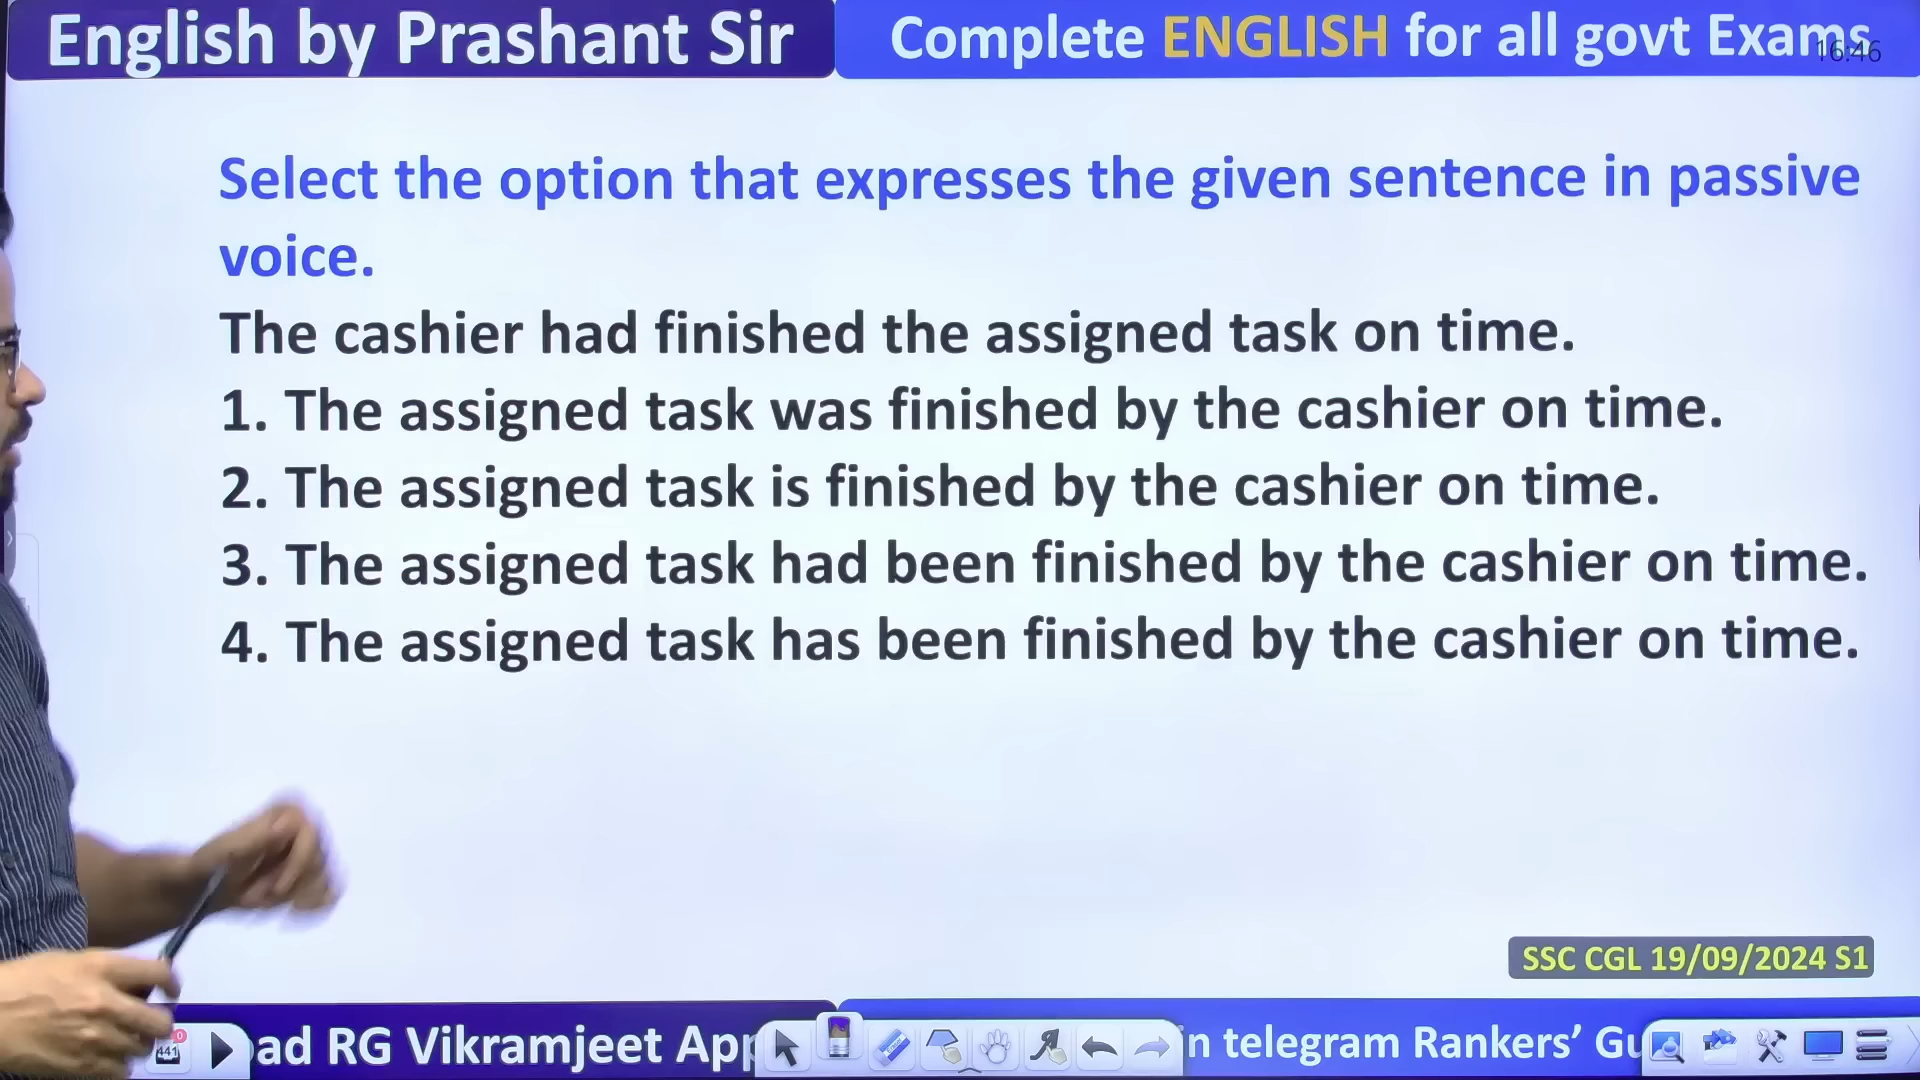 English by Prashant Sir
Complete ENGLISH for all govt Exams
16:46
Select the option that expresses the given sentence in passive
voice.
The cashier had finished the assigned task on time.
1. The assigned task was finished by the cashier on time.
2. The assigned task is finished by the cashier on time.
3. The assigned task had been finished by the cashier on time.
4. The assigned task has been finished by the cashier on time.
SSC CGL 19/09/2024 S1
441
ad RG Vikramjeet App
in telegram Rankers’ Gu